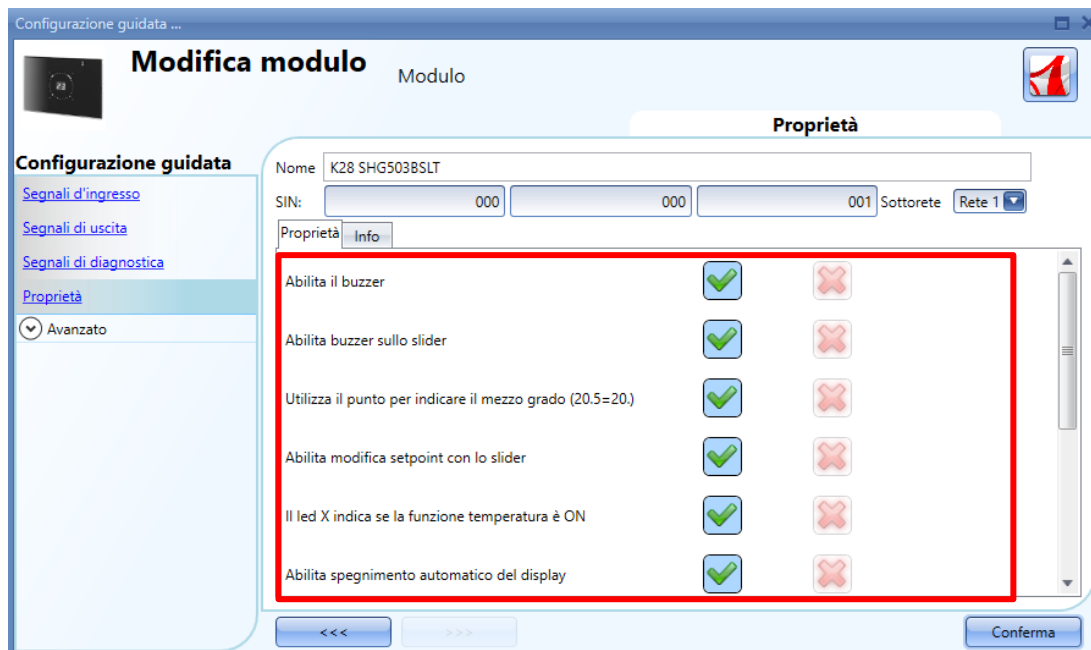 Configurazione guidata ...
Modifica modulo
Modulo
Proprietà
Configurazione guidata
Segnali d'ingresso
Segnali di uscita
Segnali di diagnostica
Proprietà
Avanzato
Nome K28 SHG503BSLT
SIN: 000 000 001 Sottorete Rete 1
Proprietà Info
Abilita il buzzer
Abilita buzzer sullo slider
Utilizza il punto per indicare il mezzo grado (20.5=20.)
Abilita modifica setpoint con lo slider
Il led X indica se la funzione temperatura è ON
Abilita spegnimento automatico del display
<<< >>> Conferma